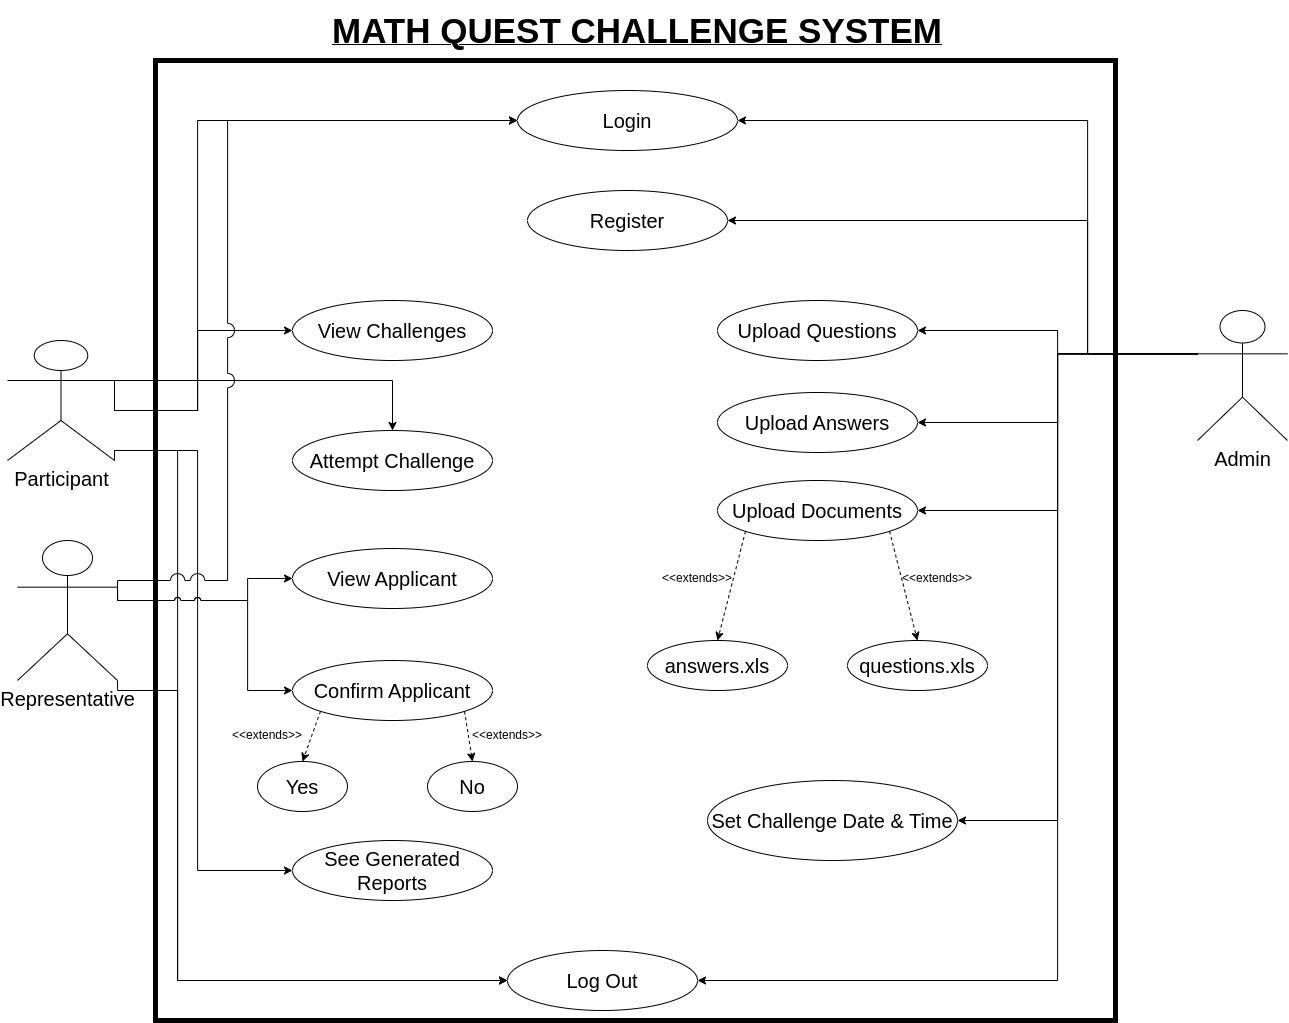 MATH QUEST CHALLENGE SYSTEM
Login
Register
View Challenges
Upload Questions
Upload Answers
Attempt Challenge
Admin
Participant
Upload Documents
View Applicant
<<extends>>
<<extends>>
answers.xls
questions.xls
Confirm Applicant
Representative
<<extends>>
<<extends>>
Yes
No
Set Challenge Date & Time
See Generated
Reports
Log Out